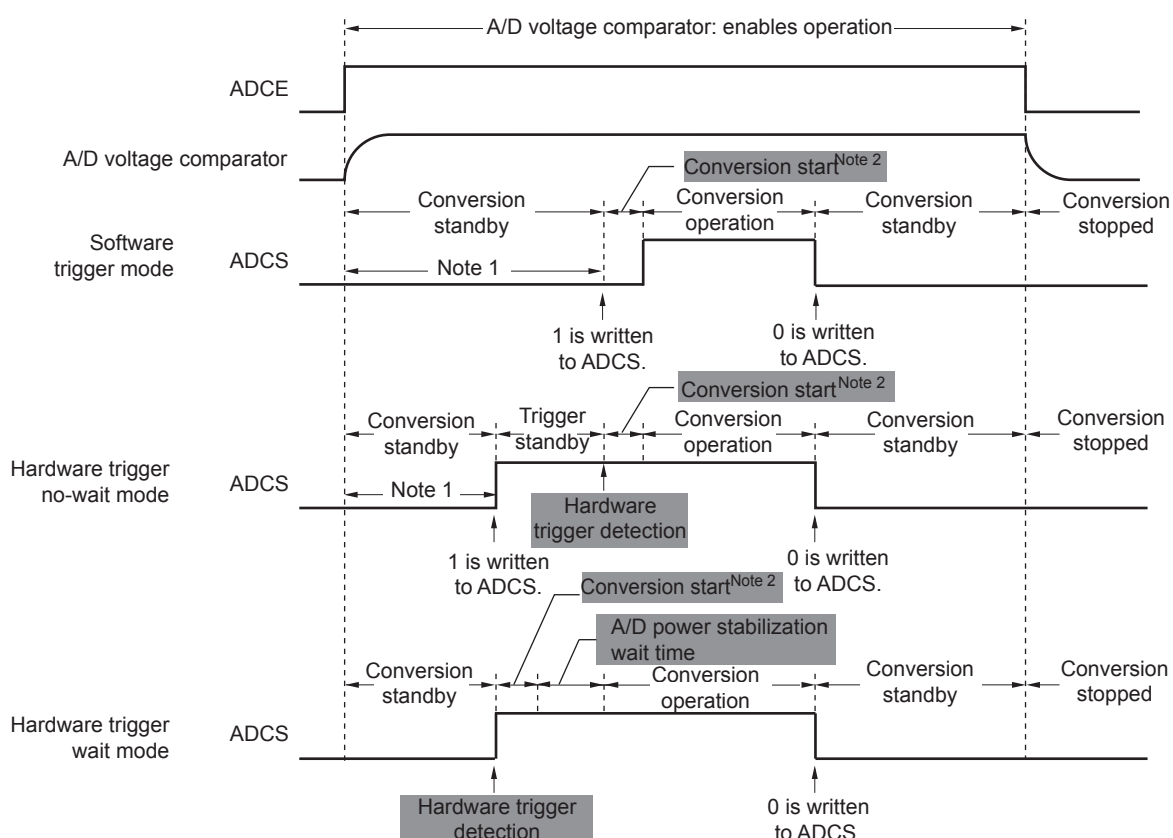 A/D voltage comparator: enables operation
ADCE
A/D voltage comparator
Conversion start Note 2
Conversion
standby
Conversion
operation
Conversion
standby
Conversion
stopped
Software
trigger mode
ADCS
Note 1
1 is written
to ADCS.
0 is written
to ADCS.
Conversion start Note 2
Conversion
standby
Trigger
standby
Conversion
operation
Conversion
standby
Conversion
stopped
Hardware trigger
no-wait mode
ADCS
Note 1
Hardware
trigger detection
1 is written
to ADCS.
0 is written
to ADCS.
Conversion start Note 2
A/D power stabilization
wait time
Conversion
standby
Conversion
operation
Conversion
standby
Conversion
stopped
Hardware trigger
wait mode
ADCS
Hardware trigger
detection
0 is written
to ADCS